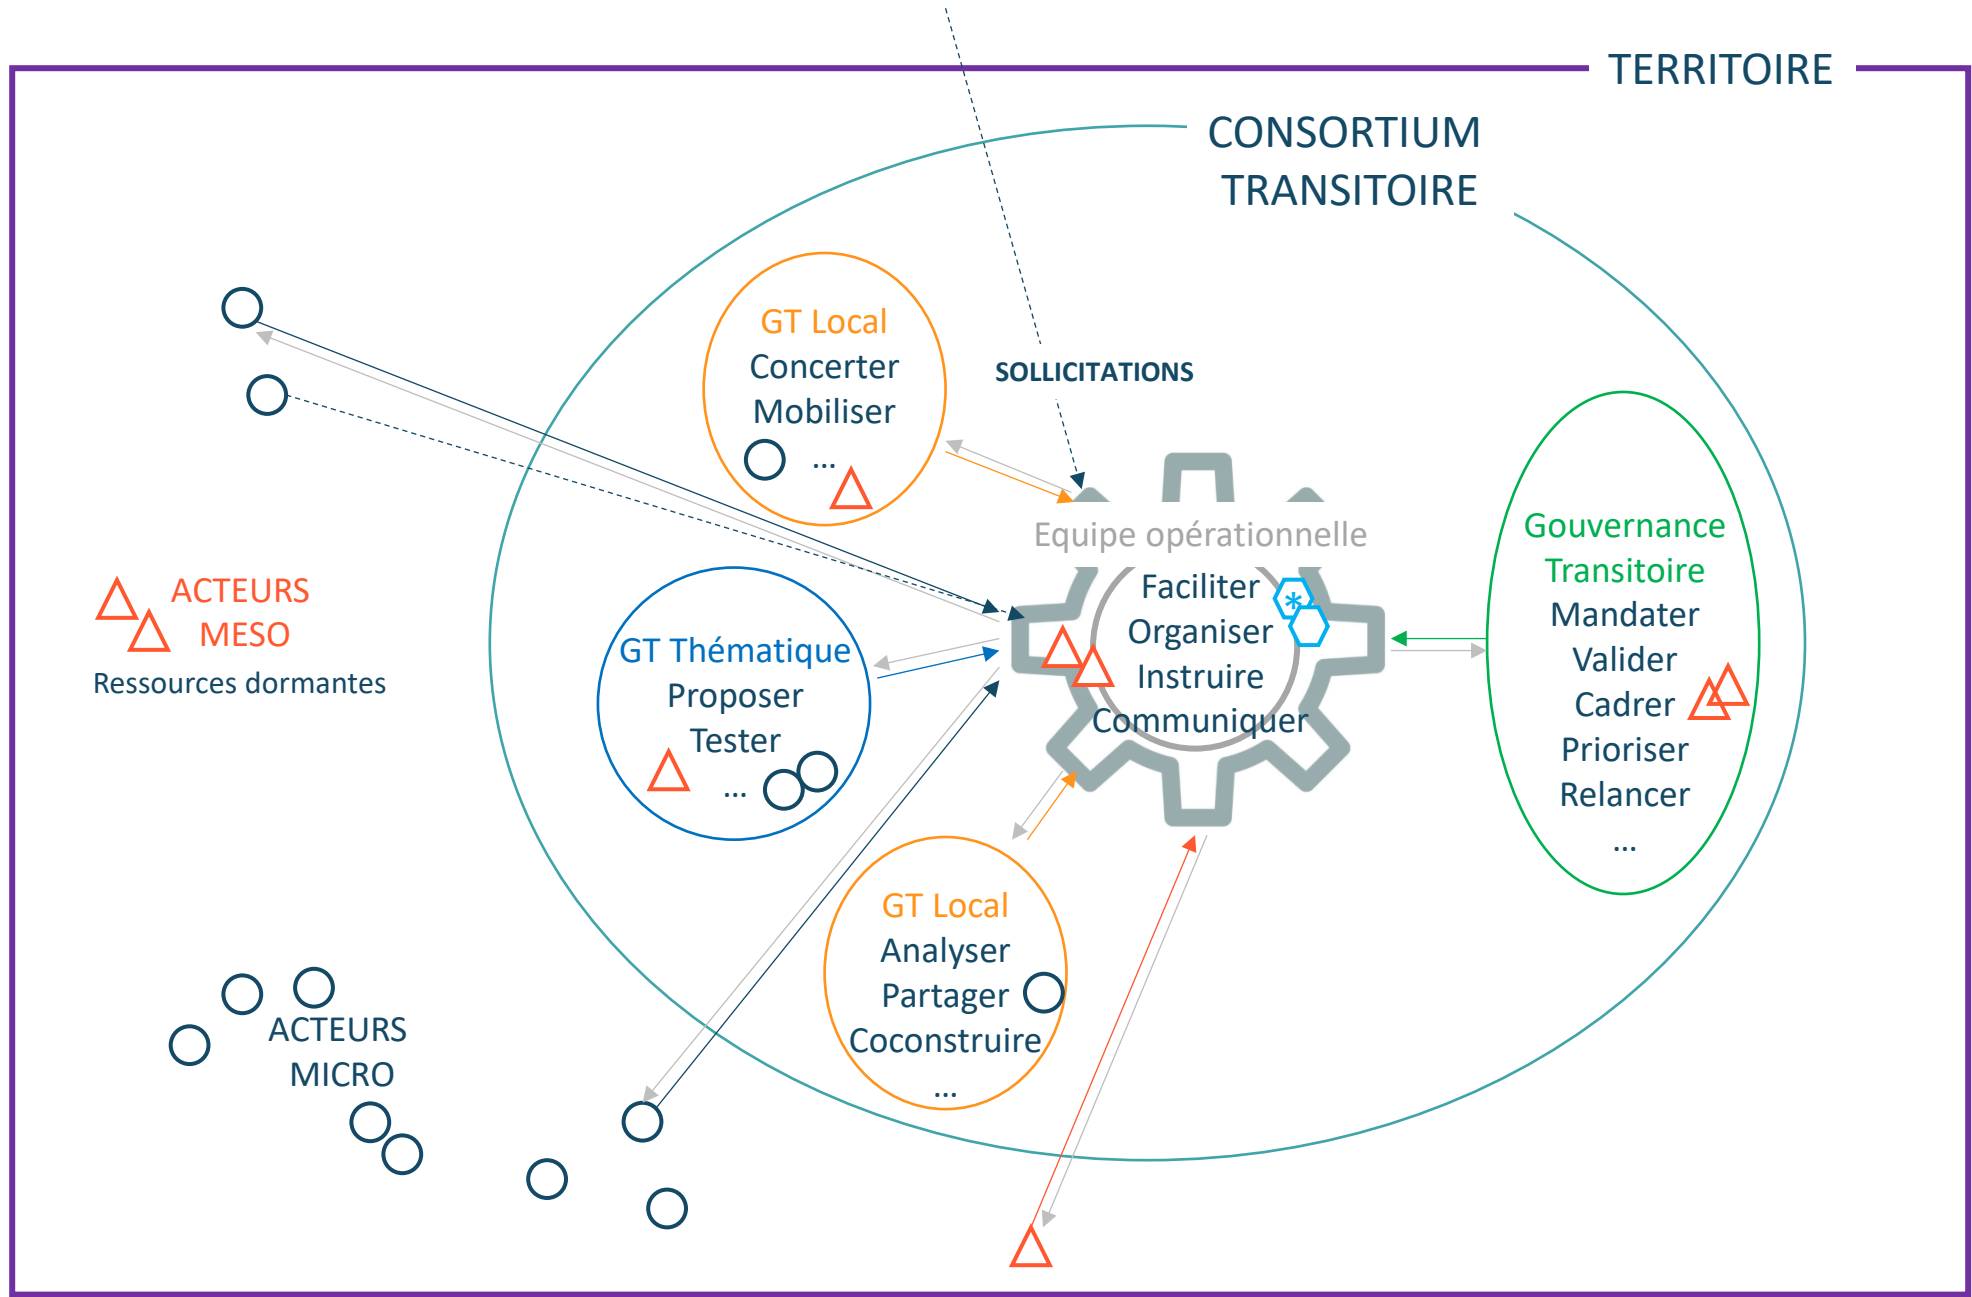 TERRITOIRE
CONSORTIUM
TRANSITOIRE
GT Local
Concerter
Mobiliser
...
SOLLICITATIONS
Equipe opérationnelle
Faciliter
*
Organiser
Instruire
Communiquer
Gouvernance
Transitoire
Mandater
Valider
Cadrer
Prioriser
Relancer
...
ACTEURS
MESO
Ressources dormantes
GT Thématique
Proposer
Tester
...
GT Local
Analyser
Partager
Coconstruire
...
ACTEURS
MICRO